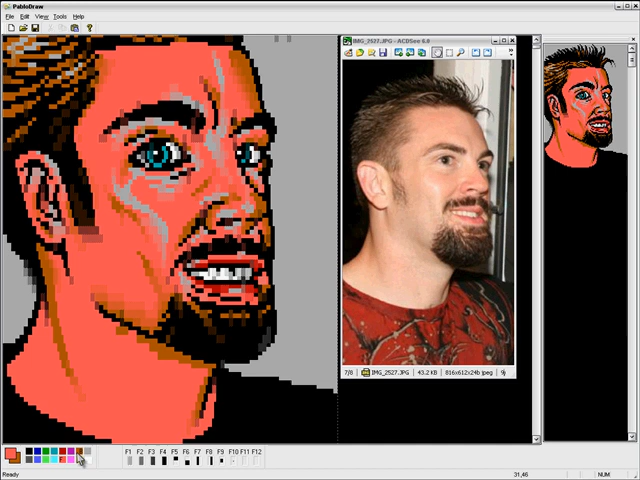 PabloDraw
File Edit View Tools Help
IMG_2527.JPG - ACDSee 6.0
7/8 IMG_2527.JPG 43.2 KB 816x612x24b jpeg
F1 F2 F3 F4 F5 F6 F7 F8 F9 F10 F11 F12
Ready 31,46 NUM